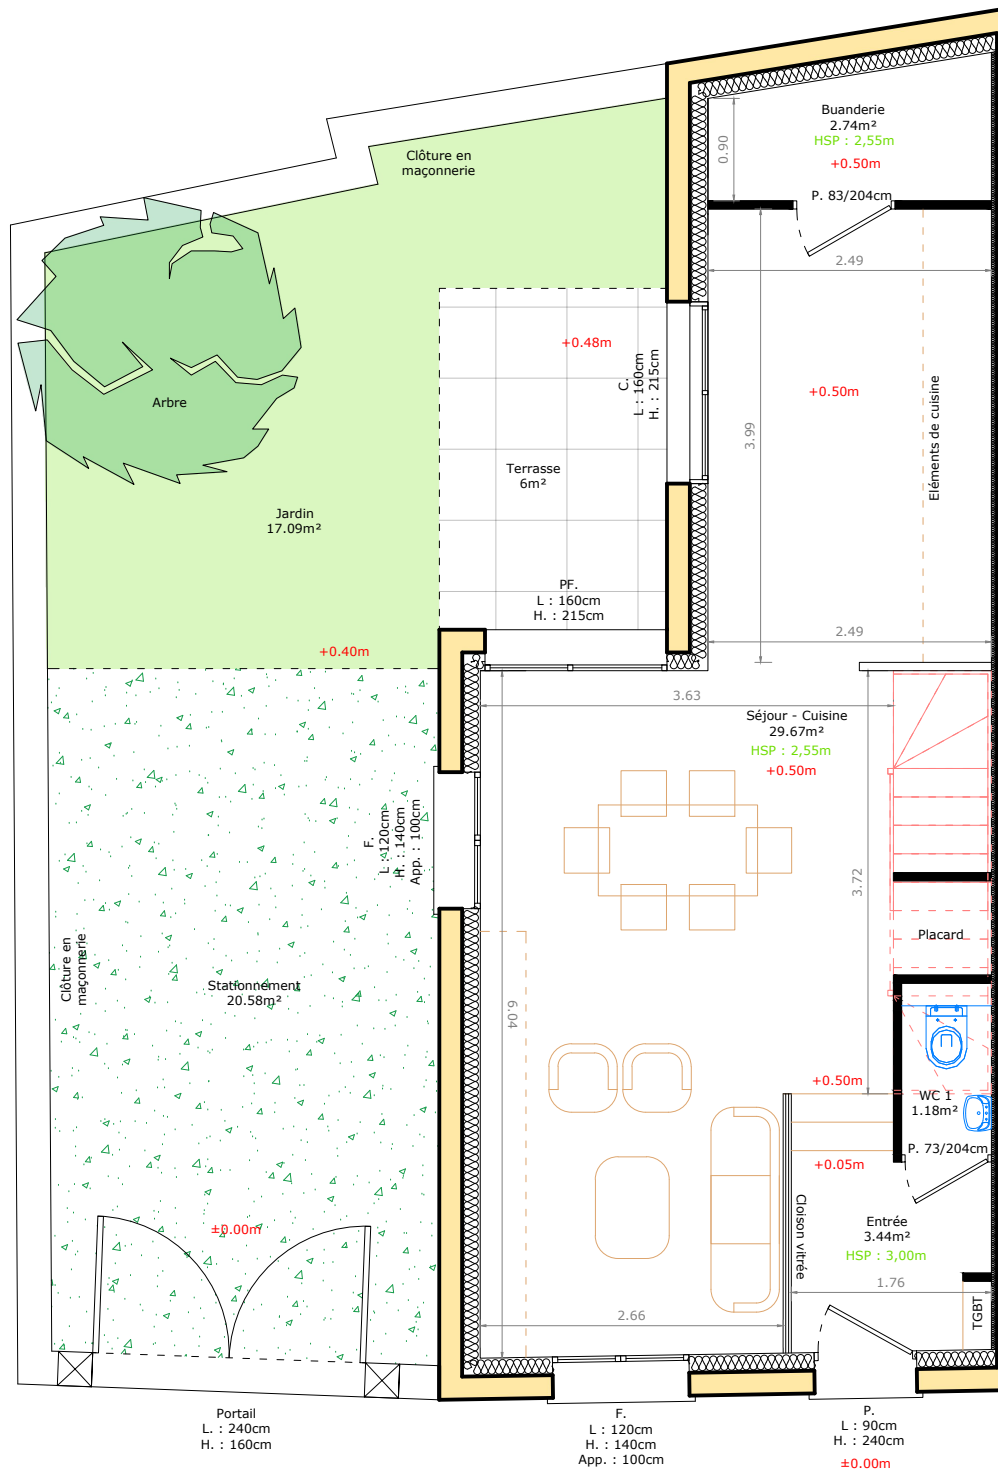 Buanderie
2.74m²
HSP : 2,55m
+0.50m
P. 83/204cm
0.90
2.49
Clôture en
maçonnerie
+0.48m
C.
L : 160cm
H. : 215cm
+0.50m
3.99
Eléments de cuisine
Arbre
Terrasse
6m²
Jardin
17.09m²
PF.
L : 160cm
H. : 215cm
2.49
+0.40m
3.63
Séjour - Cuisine
29.67m²
HSP : 2,55m
+0.50m
F.
L : 120cm
H. : 140cm
App. : 100cm
3.72
Placard
Clôture en
maçonnerie
Stationnement
20.58m²
6.04
+0.50m
WC 1
1.18m²
P. 73/204cm
+0.05m
Cloison vitrée
Entrée
3.44m²
HSP : 3,00m
±0.00m
1.76
TGBT
2.66
Portail
L. : 240cm
H. : 160cm
F.
L : 120cm
H. : 140cm
App. : 100cm
P.
L : 90cm
H. : 240cm
±0.00m